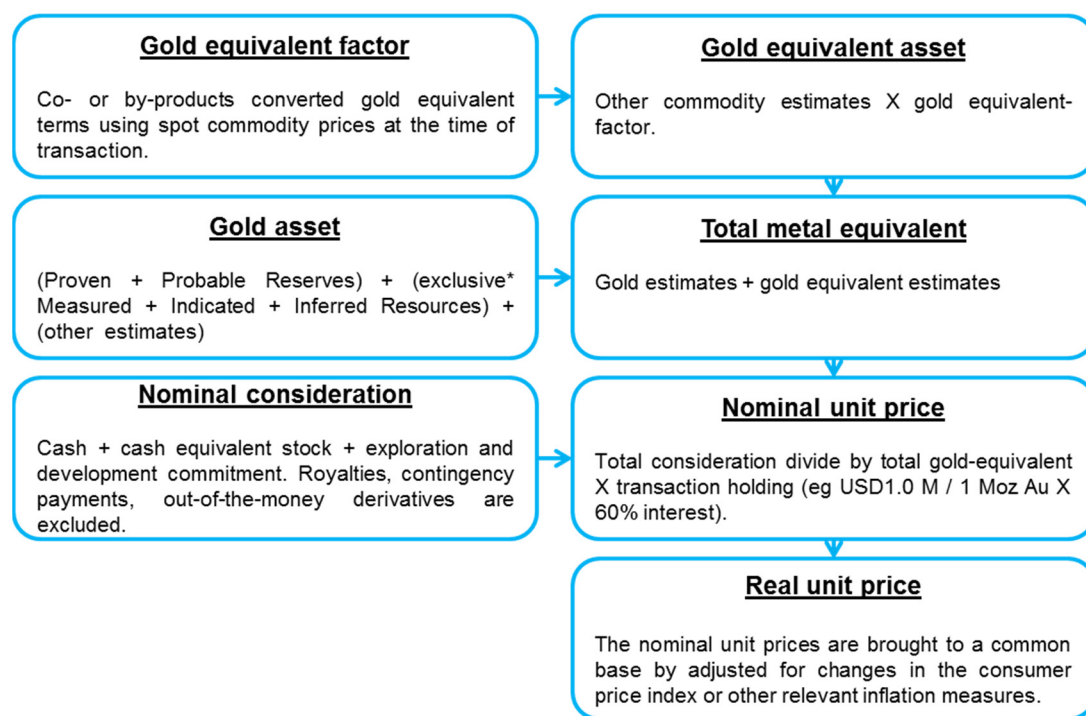 Gold equivalent factor
Co- or by-products converted gold equivalent
terms using spot commodity prices at the time of
transaction.
Gold equivalent asset
Other commodity estimates X gold equivalent-
factor.
Gold asset
(Proven + Probable Reserves) + (exclusive*
Measured + Indicated + Inferred Resources) +
(other estimates)
Total metal equivalent
Gold estimates + gold equivalent estimates
Nominal consideration
Cash + cash equivalent stock + exploration and
development commitment. Royalties, contingency
payments, out-of-the-money derivatives are
excluded.
Nominal unit price
Total consideration divide by total gold-equivalent
X transaction holding (eg USD1.0 M / 1 Moz Au X
60% interest).
Real unit price
The nominal unit prices are brought to a common
base by adjusted for changes in the consumer
price index or other relevant inflation measures.